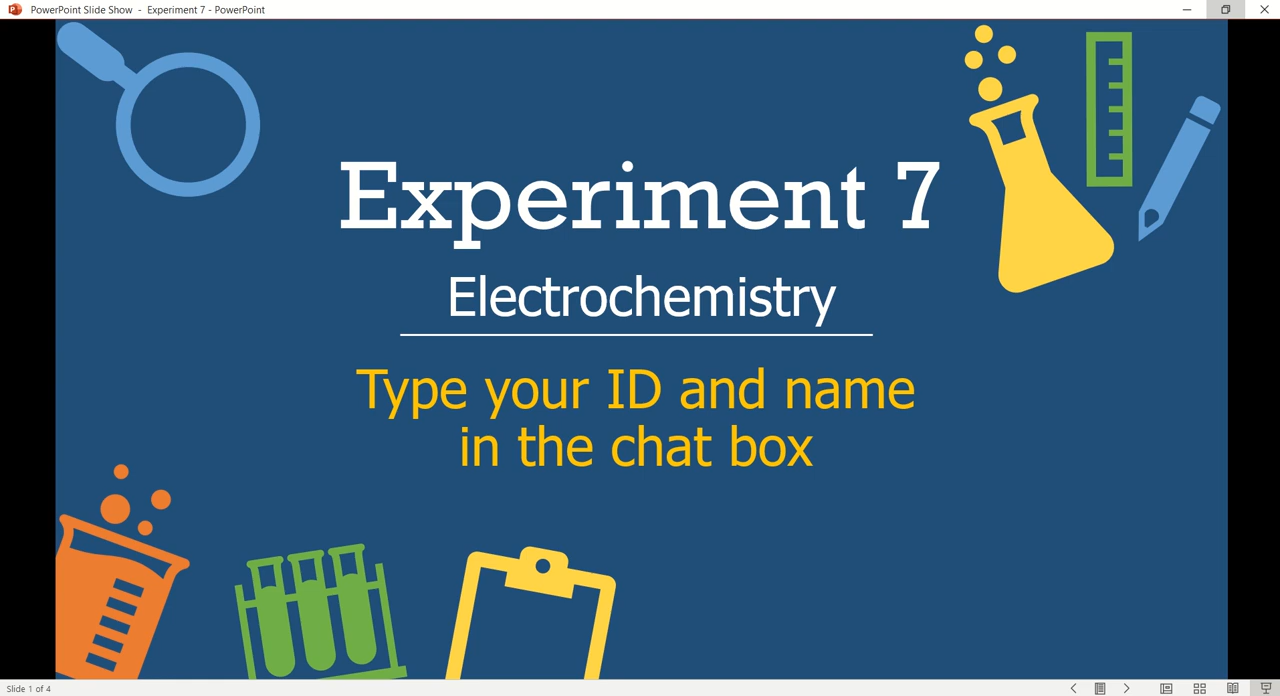 PowerPoint Slide Show - Experiment 7 - PowerPoint
Experiment 7
Electrochemistry
Type your ID and name
in the chat box
Slide 1 of 4